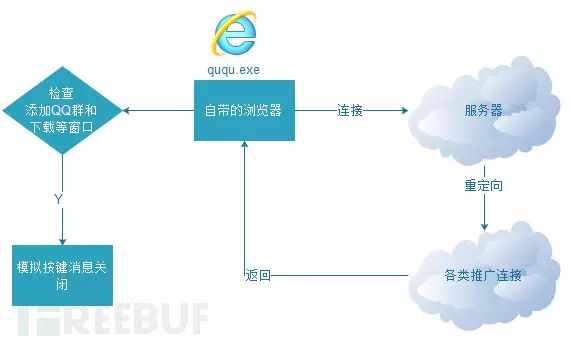 ququ.exe
检查
添加QQ群和
下载等窗口
自带的浏览器
连接
服务器
重定向
Y
模拟按键消息关
闭
返回
各类推广连接
FREEBUF